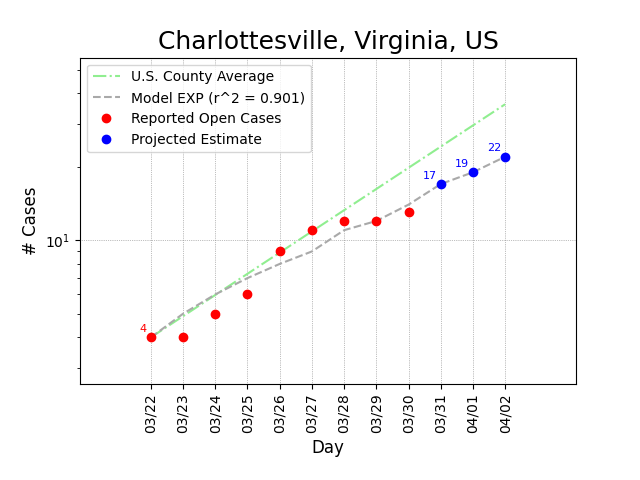 Charlottesville, Virginia, US
U.S. County Average
Model EXP (r^2 = 0.901)
Reported Open Cases
Projected Estimate
# Cases
10^1
4
17
19
22
03/22
03/23
03/24
03/25
03/26
03/27
03/28
03/29
03/30
03/31
04/01
04/02
Day